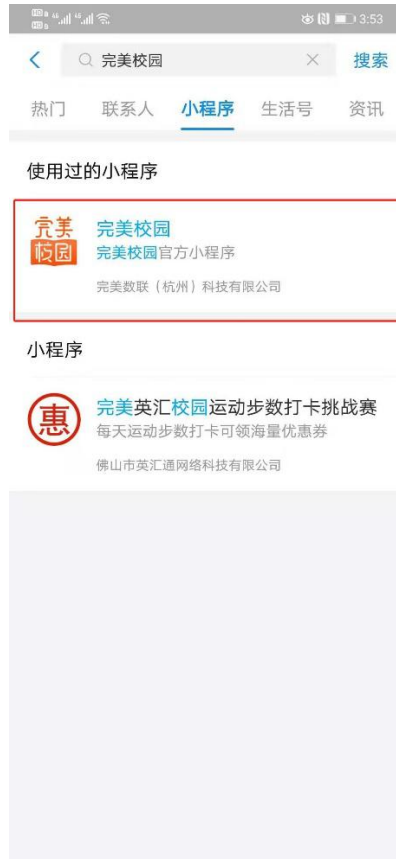 3:53
完美校园
搜索
热门 联系人 小程序 生活号 资讯
使用过的小程序
完美校园
完美校园
完美校园官方小程序
完美数联（杭州）科技有限公司
小程序
惠
完美英汇校园运动步数打卡挑战赛
每天运动步数打卡可领海量优惠券
佛山市英汇通网络科技有限公司